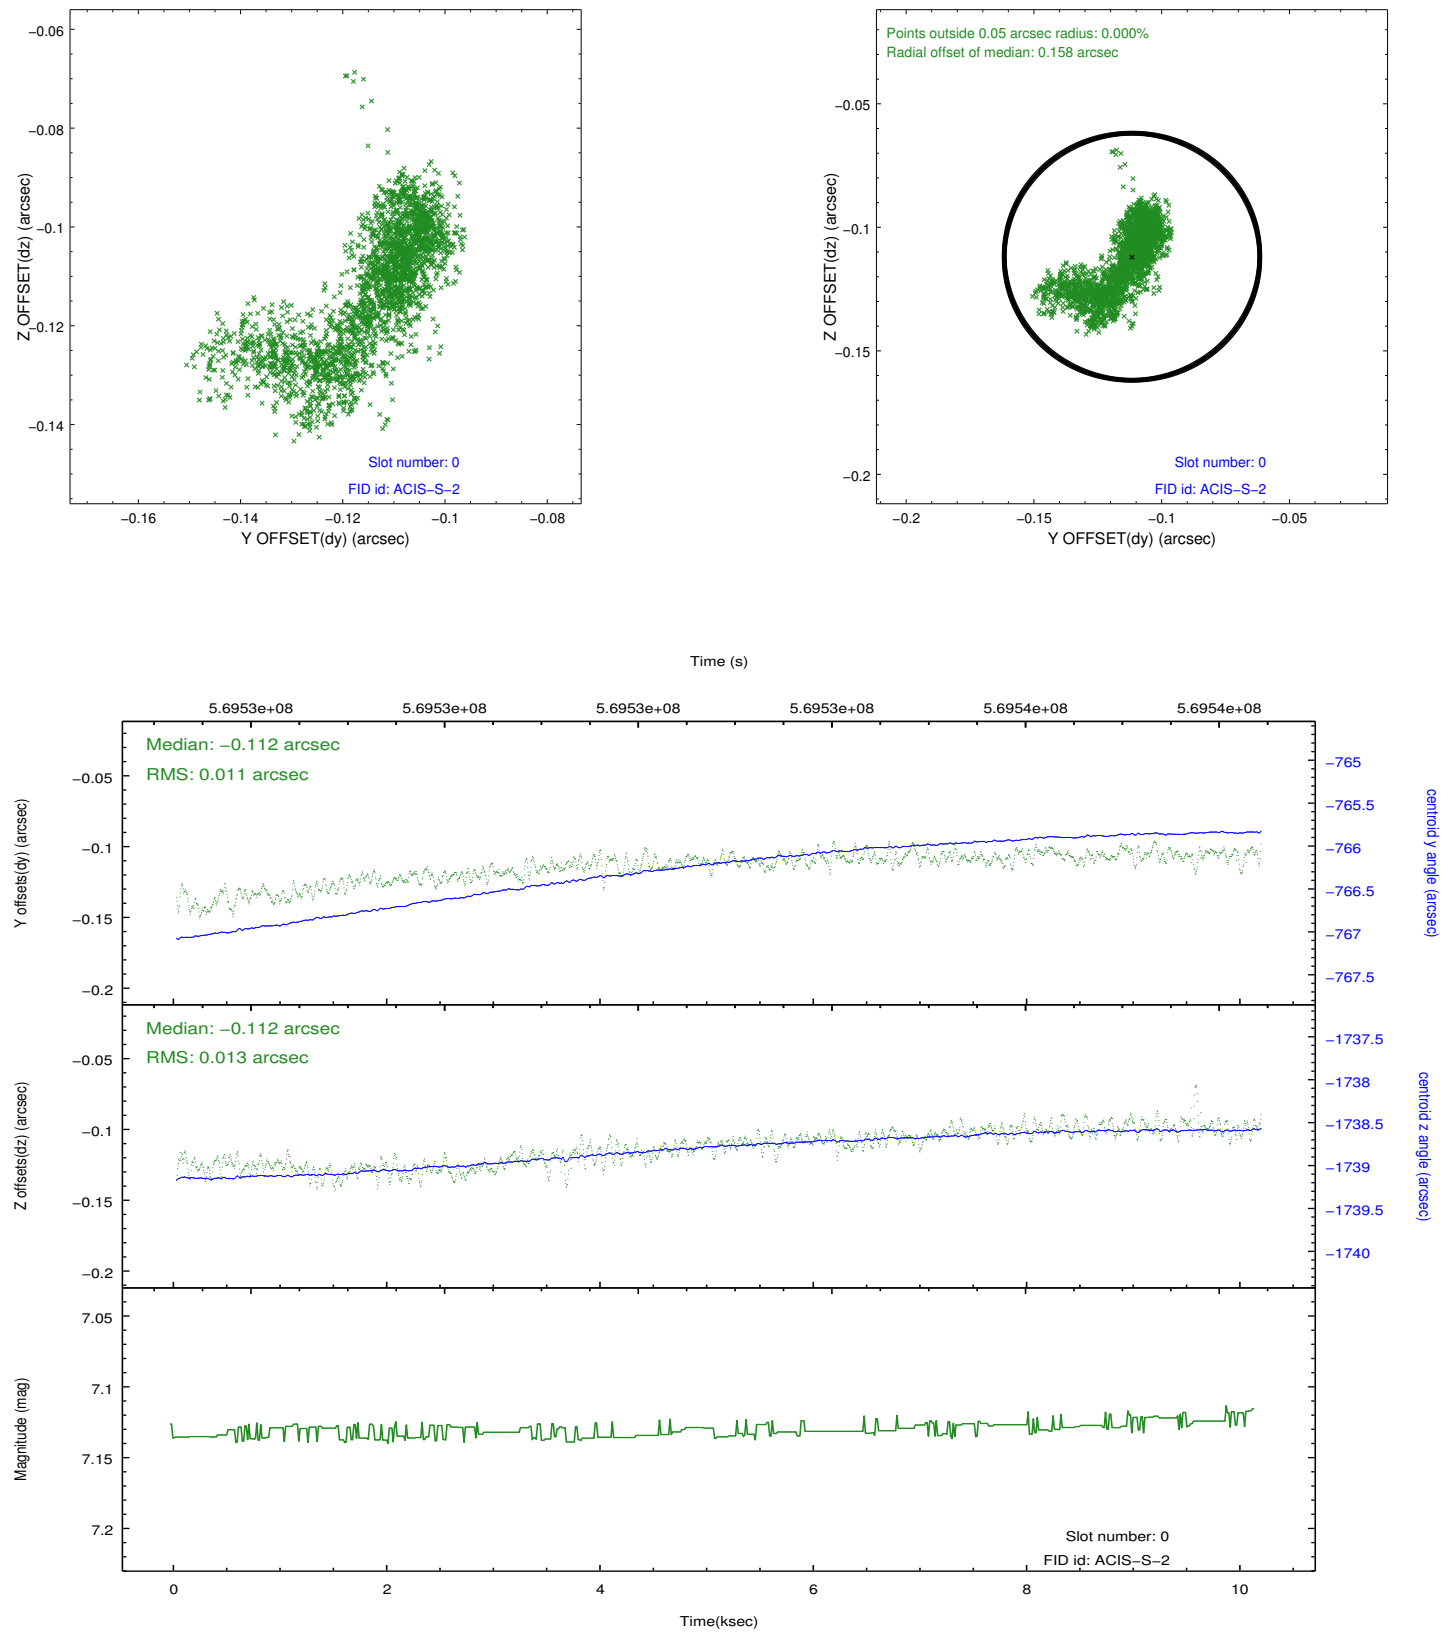 −0.06
−0.08
−0.1
−0.12
−0.14
Z OFFSET(dz) (arcsec)
Slot number: 0
FID id: ACIS−S−2
−0.16
−0.14
−0.12
−0.1
−0.08
Y OFFSET(dy) (arcsec)
Points outside 0.05 arcsec radius: 0.000%
Radial offset of median: 0.158 arcsec
−0.05
−0.1
−0.15
−0.2
Z OFFSET(dz) (arcsec)
Slot number: 0
FID id: ACIS−S−2
−0.2
−0.15
−0.1
−0.05
Y OFFSET(dy) (arcsec)
Time (s)
5.6953e+08
5.6953e+08
5.6953e+08
5.6953e+08
5.6954e+08
5.6954e+08
Median: −0.112 arcsec
RMS: 0.011 arcsec
−0.05
−0.1
−0.15
−0.2
Y offsets(dy) (arcsec)
−765
−765.5
−766
−766.5
−767
−767.5
centroid y angle (arcsec)
Median: −0.112 arcsec
RMS: 0.013 arcsec
−0.05
−0.1
−0.15
−0.2
Z offsets(dz) (arcsec)
−1737.5
−1738
−1738.5
−1739
−1739.5
−1740
centroid z angle (arcsec)
7.05
7.1
7.15
7.2
Magnitude (mag)
Slot number: 0
FID id: ACIS−S−2
0
2
4
6
8
10
Time(ksec)